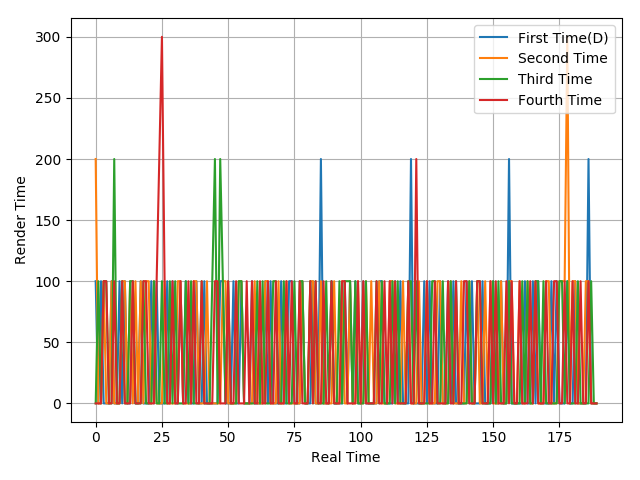 300
250
200
150
100
50
0
Render Time
First Time(D)
Second Time
Third Time
Fourth Time
0 25 50 75 100 125 150 175
Real Time